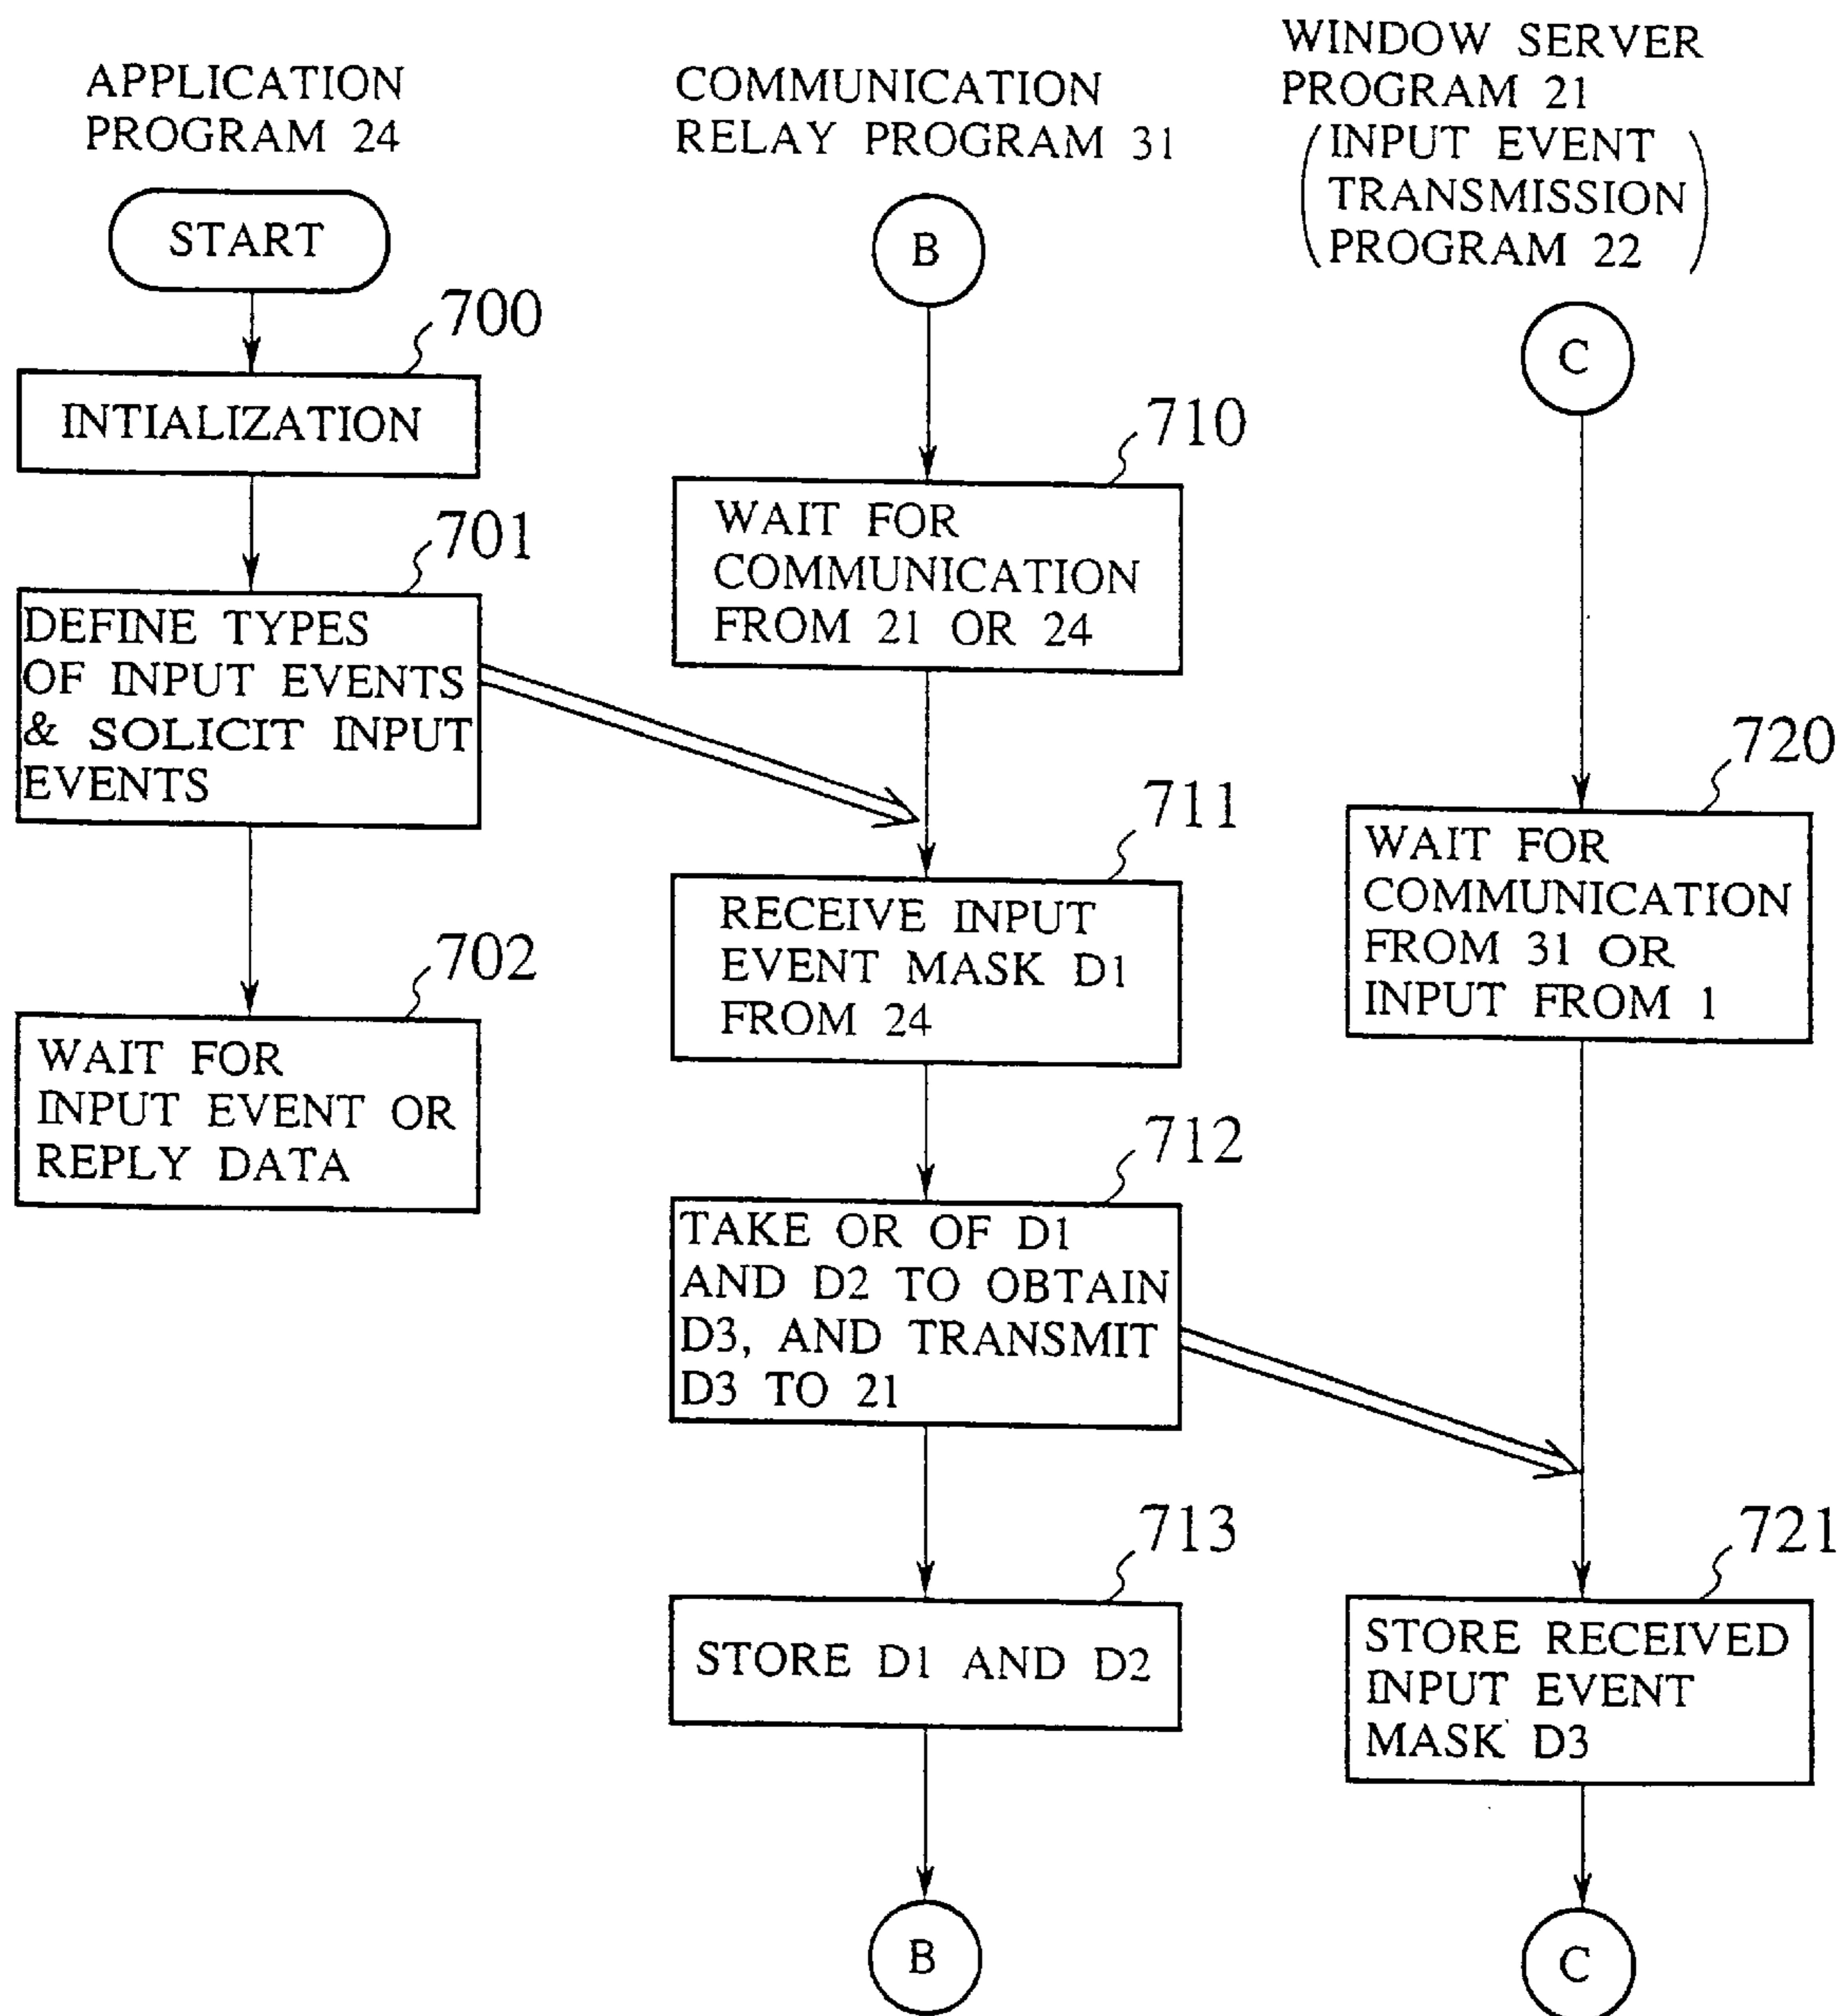 APPLICATION
PROGRAM 24
START
700
INTIALIZATION
701
DEFINE TYPES
OF INPUT EVENTS
& SOLICIT INPUT
EVENTS
702
WAIT FOR
INPUT EVENT OR
REPLY DATA
COMMUNICATION
RELAY PROGRAM 31
B
710
WAIT FOR
COMMUNICATION
FROM 21 OR 24
711
RECEIVE INPUT
EVENT MASK D1
FROM 24
712
TAKE OR OF D1
AND D2 TO OBTAIN
D3, AND TRANSMIT
D3 TO 21
713
STORE D1 AND D2
B
WINDOW SERVER
PROGRAM 21
(INPUT EVENT
TRANSMISSION
PROGRAM 22)
C
720
WAIT FOR
COMMUNICATION
FROM 31 OR
INPUT FROM 1
721
STORE RECEIVED
INPUT EVENT
MASK D3
C